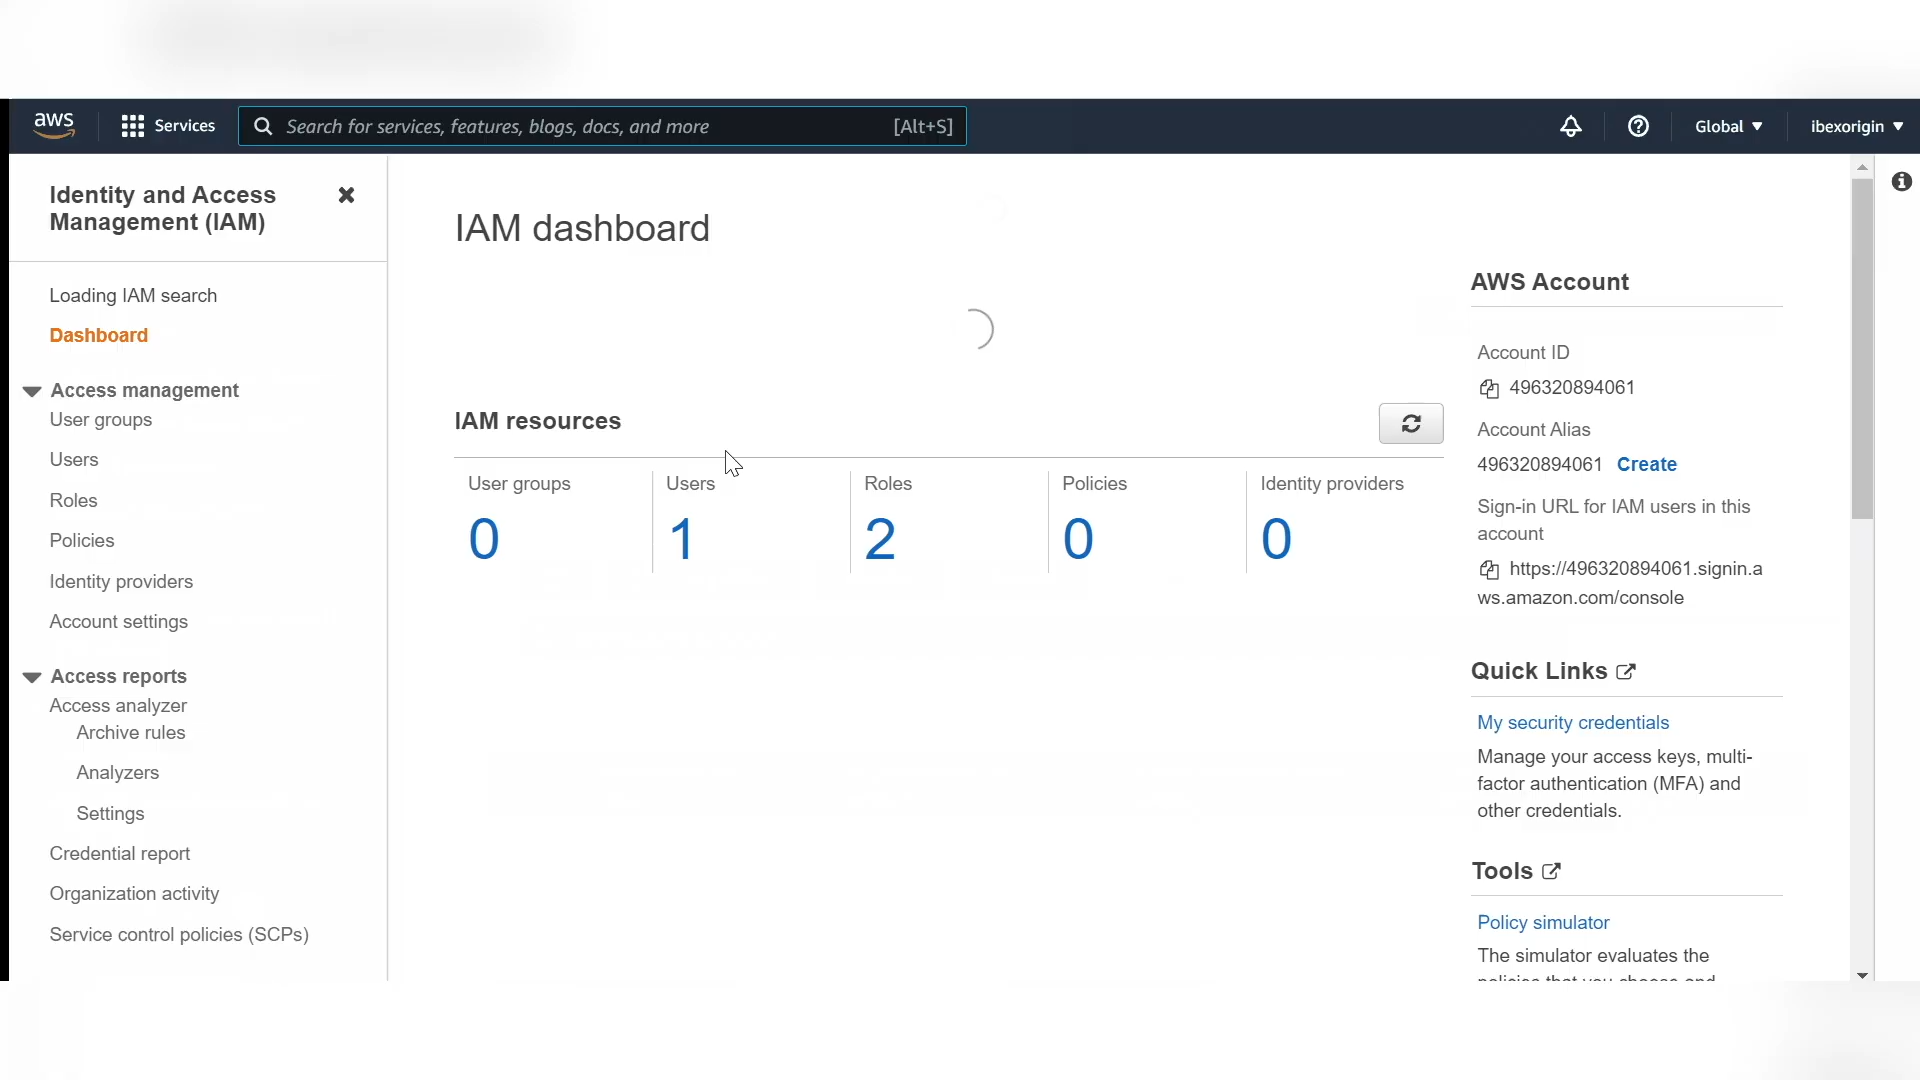 aws
Services
Search for services, features, blogs, docs, and more
[Alt+S]
Global
ibexorigin
Identity and Access
Management (IAM)
Loading IAM search
Dashboard
Access management
User groups
Users
Roles
Policies
Identity providers
Account settings
Access reports
Access analyzer
Archive rules
Analyzers
Settings
Credential report
Organization activity
Service control policies (SCPs)
IAM dashboard
IAM resources
User groups
0
Users
1
Roles
2
Policies
0
Identity providers
0
AWS Account
Account ID
496320894061
Account Alias
496320894061 Create
Sign-in URL for IAM users in this
account
https://496320894061.signin.a
ws.amazon.com/console
Quick Links
My security credentials
Manage your access keys, multi-
factor authentication (MFA) and
other credentials.
Tools
Policy simulator
The simulator evaluates the
policies that you choose and